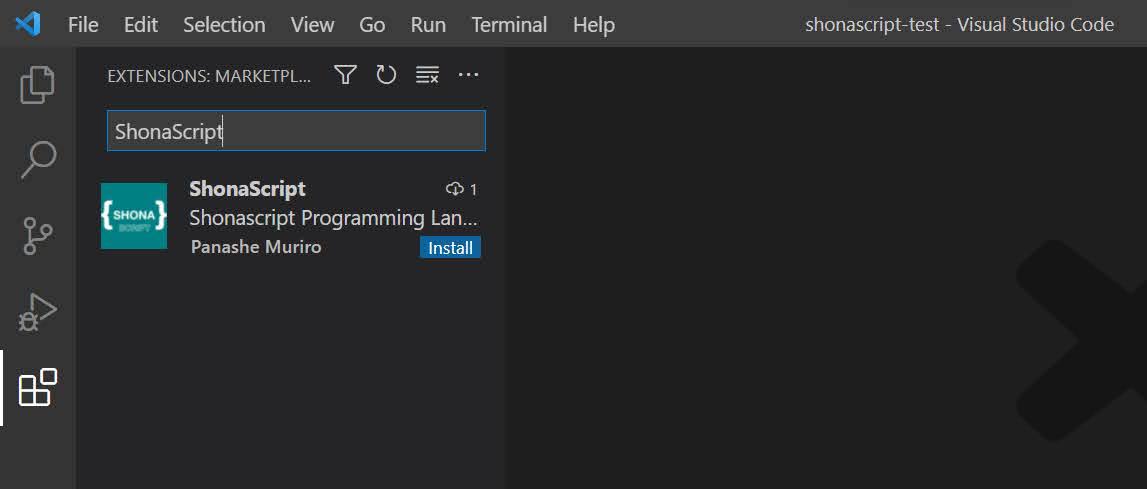 File Edit Selection View Go Run Terminal Help shonascript-test - Visual Studio Code
EXTENSIONS: MARKETPL...
ShonaScript
ShonaScript 1
{SHONA}
SCRIPT
Shonascript Programming Lan...
Panashe Muriro Install